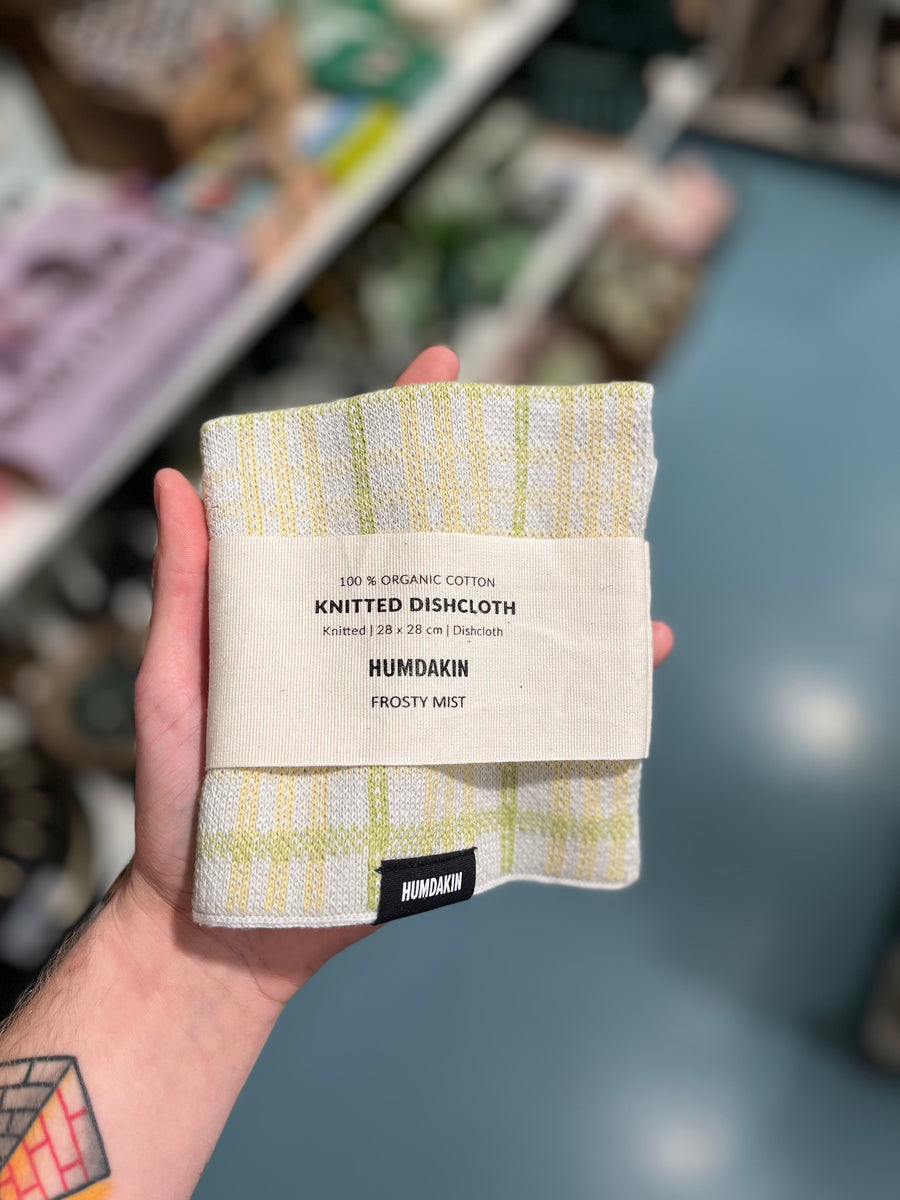 100 % ORGANIC COTTON
KNITTED DISHCLOTH
Knitted | 28 x 28 cm | Dishcloth
HUMDAKIN
FROSTY MIST
HUMDAKIN